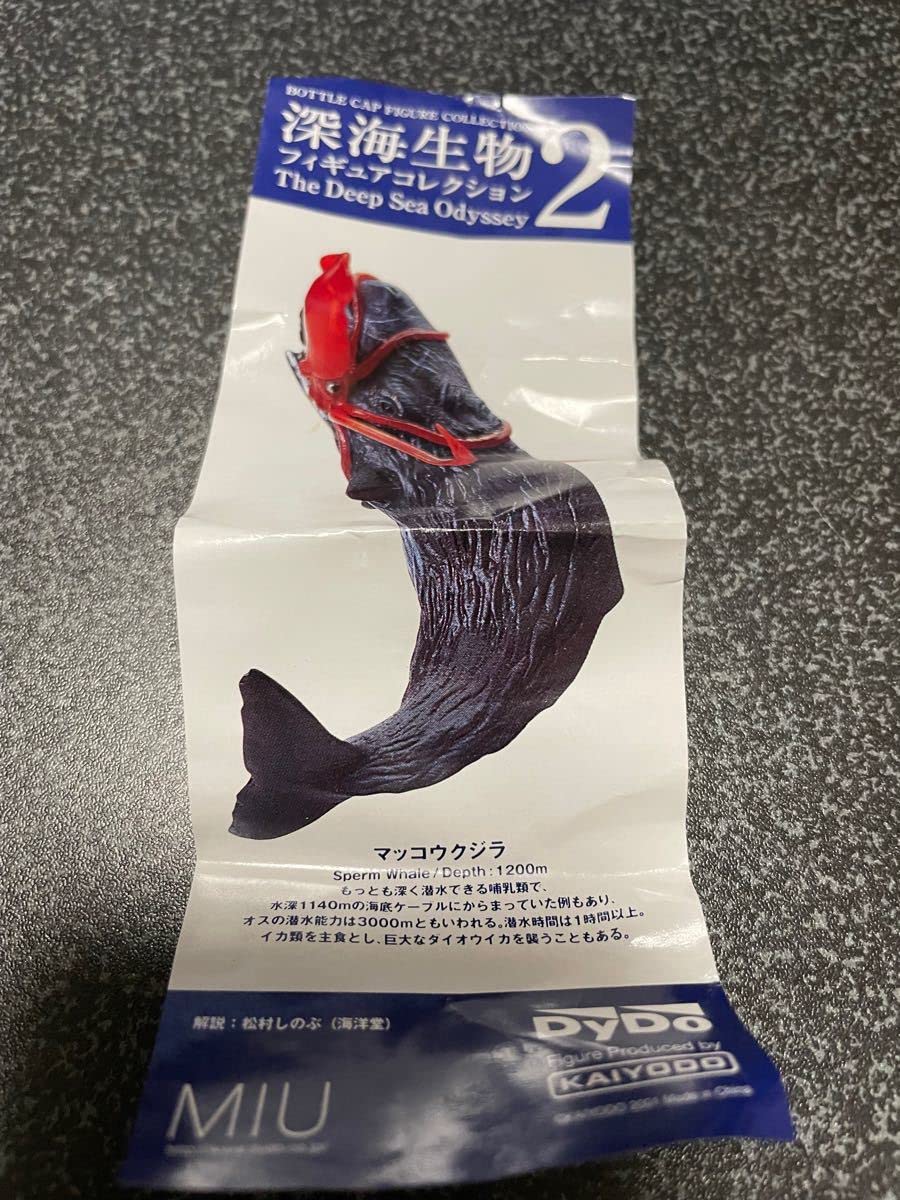 BOTTLE CAP FIGURE COLLECTION
深海生物 2
フィギュアコレクション
The Deep Sea Odyssey
マッコウクジラ
Sperm Whale/Depth:1200m
もっとも深く潜水できる哺乳類で、
水深1140mの海底ケーブルにからまっていた例もあり、
オスの潜水能力は3000mともいわれる。潜水時間は1時間以上。
イカ類を主食とし、巨大なダイオウイカを襲うこともある。
解説：松村しのぶ（海洋堂）
DyDo
Figure Produced by
KAIYODO
Made in China
MIU